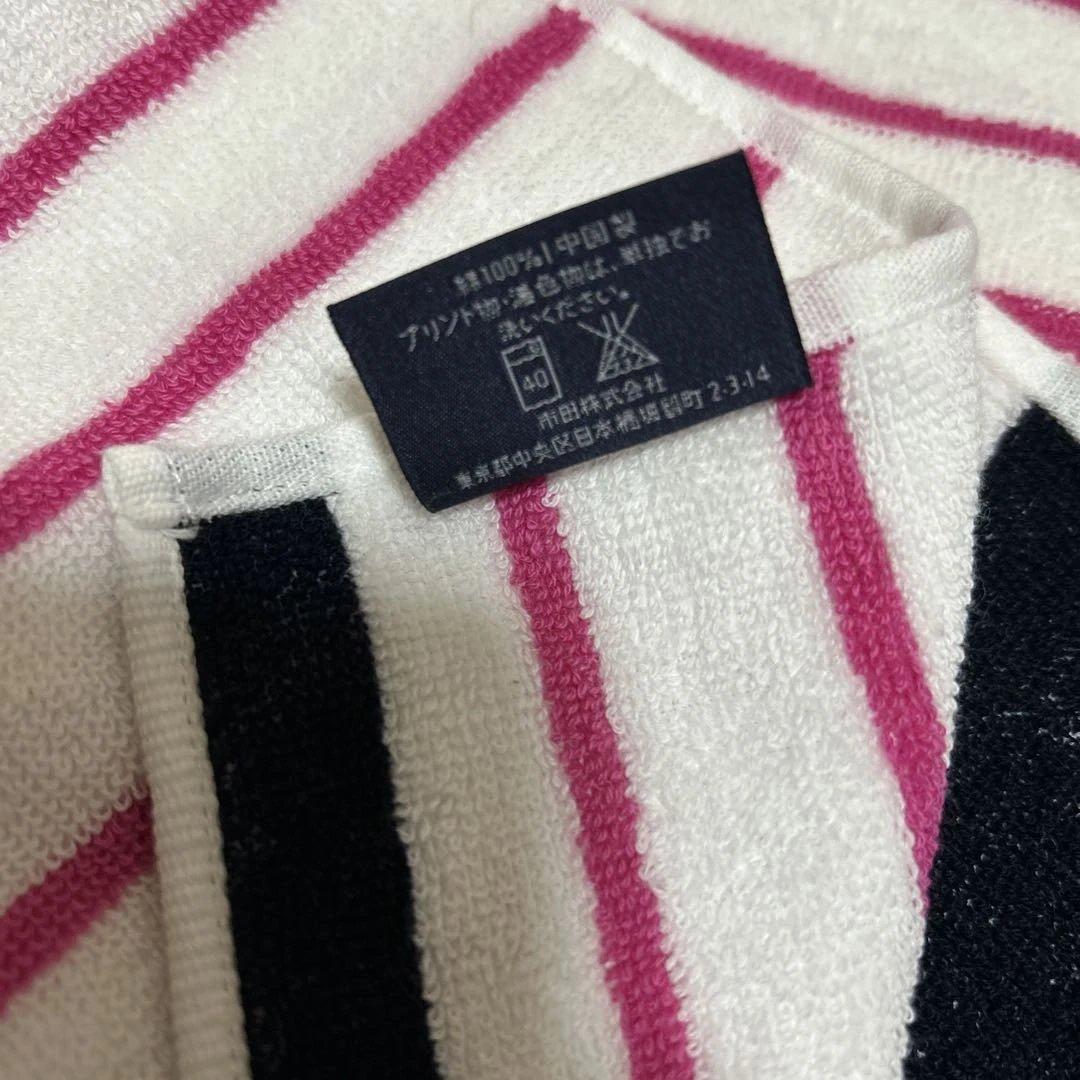 綿100% | 中国製
プリント物・濃色物は、単独でお
洗いください。
40
市田株式会社
東京都中央区日本橋堀留町2-3-14